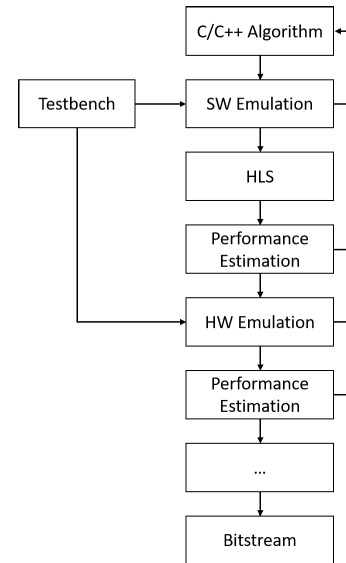 C/C++ Algorithm
Testbench
SW Emulation
HLS
Performance
Estimation
HW Emulation
Performance
Estimation
...
Bitstream